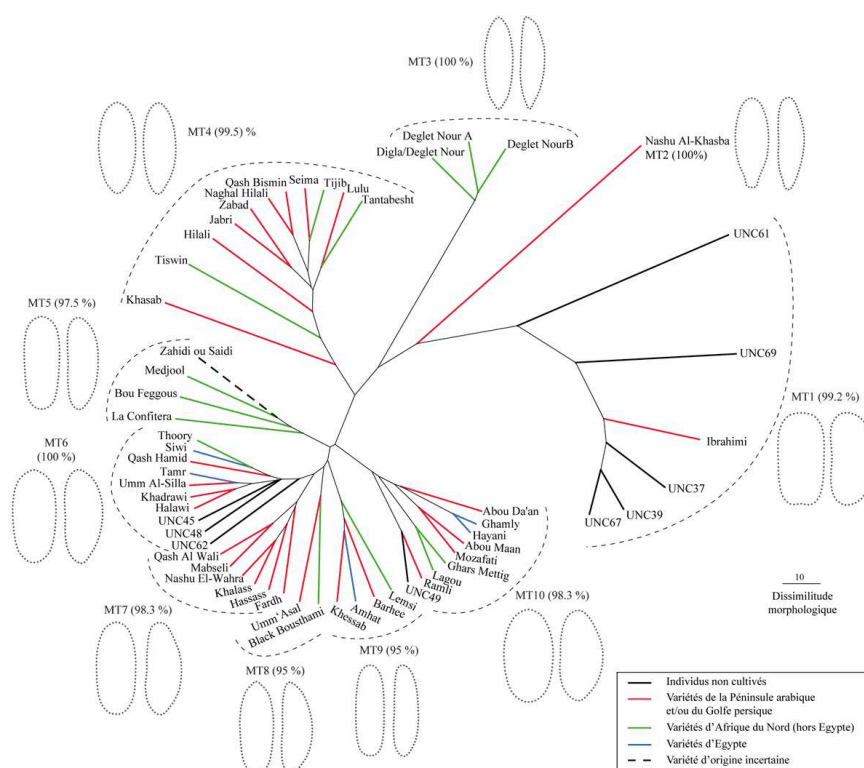 MT3 (100 %)
Deglet Nour A
Digla/Deglet Nour
Deglet NourB
Nashu Al-Khasba
MT2 (100%)
MT4 (99.5) %
Qash Bismin
Seima
Tijib
Naghal Hilali
Lulu
Zabad
Tantabesht
Jabri
Hilali
Tiswin
Khasab
UNC61
UNC69
MT1 (99.2 %)
Ibrahimi
UNC37
UNC39
UNC67
MT5 (97.5 %)
Zahidi ou Saidi
Medjool
Bou Feggous
La Confitera
MT6
(100 %)
Thoory
Siwi
Qash Hamid
Tamr
Umm Al-Silla
Khadrawi
Halawi
UNC45
UNC48
UNC62
Qash Al Wali
Mabseli
Nashu El-Wahra
Khalass
Hassass
Fardh
MT7 (98.3 %)
Umm Asal
Black Bousthami
MT8 (95 %)
Khessab
Amhat
Barhee
Lemsi
MT9 (95 %)
UNC49
Ramli
Lagou
Ghars Mettig
Mozafati
Abou Maan
Hayani
Ghamly
Abou Da'an
MT10 (98.3 %)
10
Dissimilitude
morphologique
Individus non cultivés
Variétés de la Péninsule arabique
et/ou du Golfe persique
Variétés d'Afrique du Nord (hors Egypte)
Variétés d'Egypte
Variété d'origine incertaine